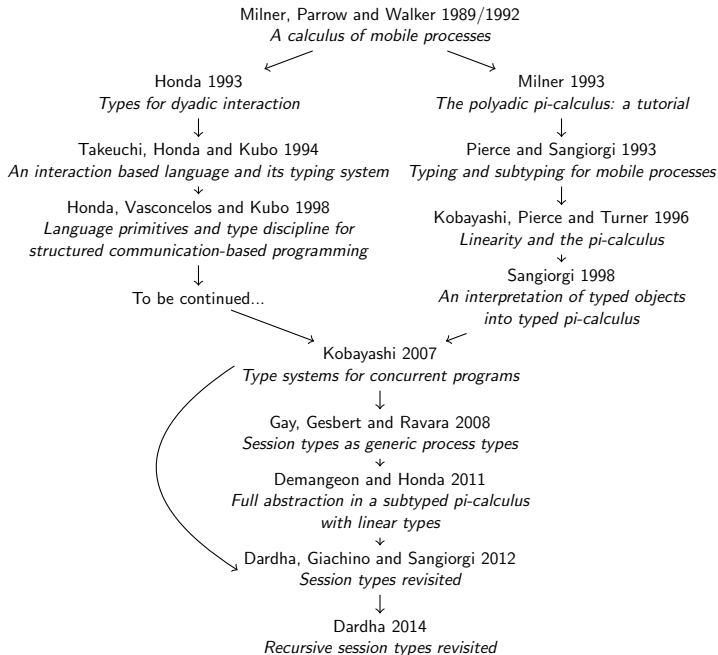 Milner, Parrow and Walker 1989/1992
A calculus of mobile processes
Honda 1993
Types for dyadic interaction
Takeuchi, Honda and Kubo 1994
An interaction based language and its typing system
Honda, Vasconcelos and Kubo 1998
Language primitives and type discipline for
structured communication-based programming
To be continued...
Milner 1993
The polyadic pi-calculus: a tutorial
Pierce and Sangiorgi 1993
Typing and subtyping for mobile processes
Kobayashi, Pierce and Turner 1996
Linearity and the pi-calculus
Sangiorgi 1998
An interpretation of typed objects
into typed pi-calculus
Kobayashi 2007
Type systems for concurrent programs
Gay, Gesbert and Ravara 2008
Session types as generic process types
Demangeon and Honda 2011
Full abstraction in a subtyped pi-calculus
with linear types
Dardha, Giachino and Sangiorgi 2012
Session types revisited
Dardha 2014
Recursive session types revisited